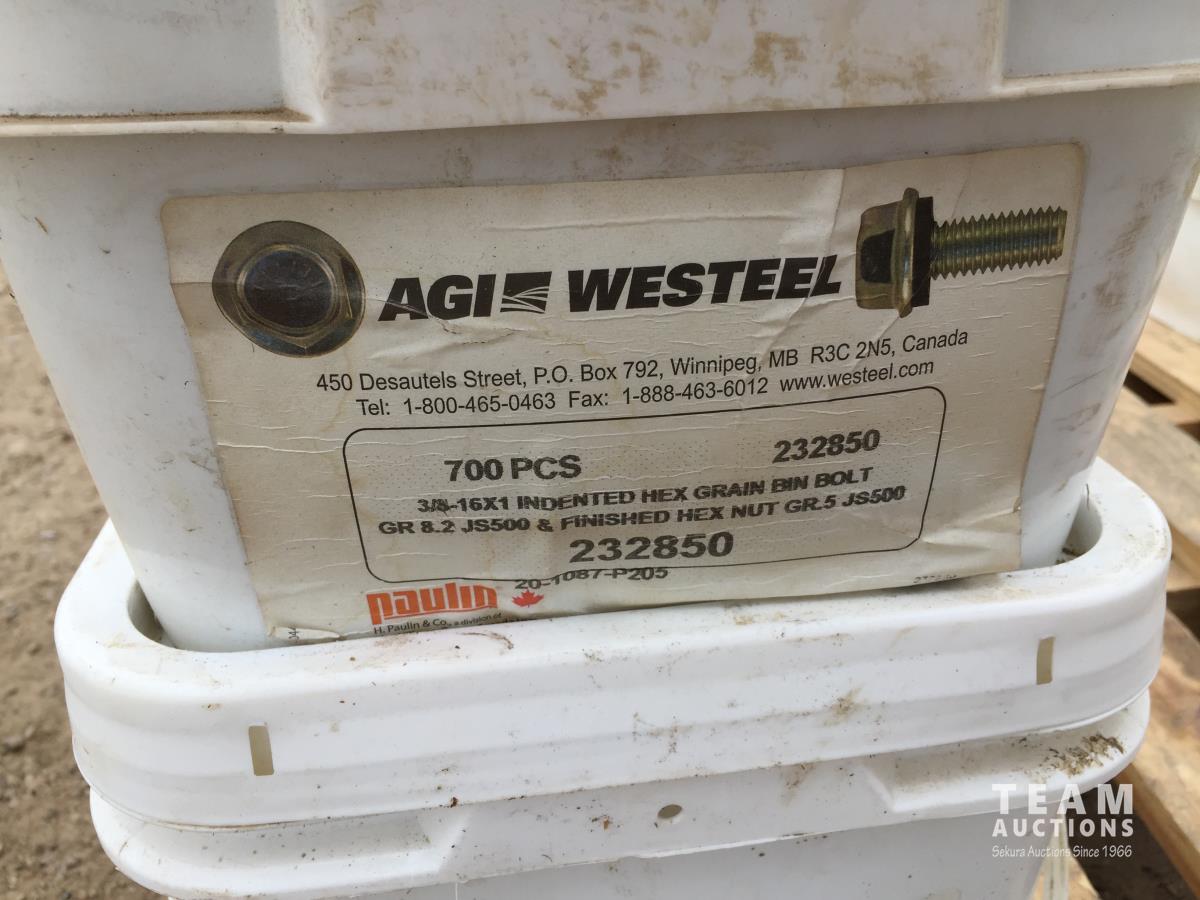 AGI WESTEEL
450 Desautels Street, P.O. Box 792, Winnipeg, MB R3C 2N5, Canada
Tel: 1-800-465-0463 Fax: 1-888-463-6012 www.westeel.com
700 PCS 232850
3/8-16X1 INDENTED HEX GRAIN BIN BOLT
GR 8.2 JS500 & FINISHED HEX NUT GR.5 JS500
232850
20-1087-P205
paulin
H. Paulin & Co., a division of
TEAM
AUCTIONS
Sekura Auctions Since 1966